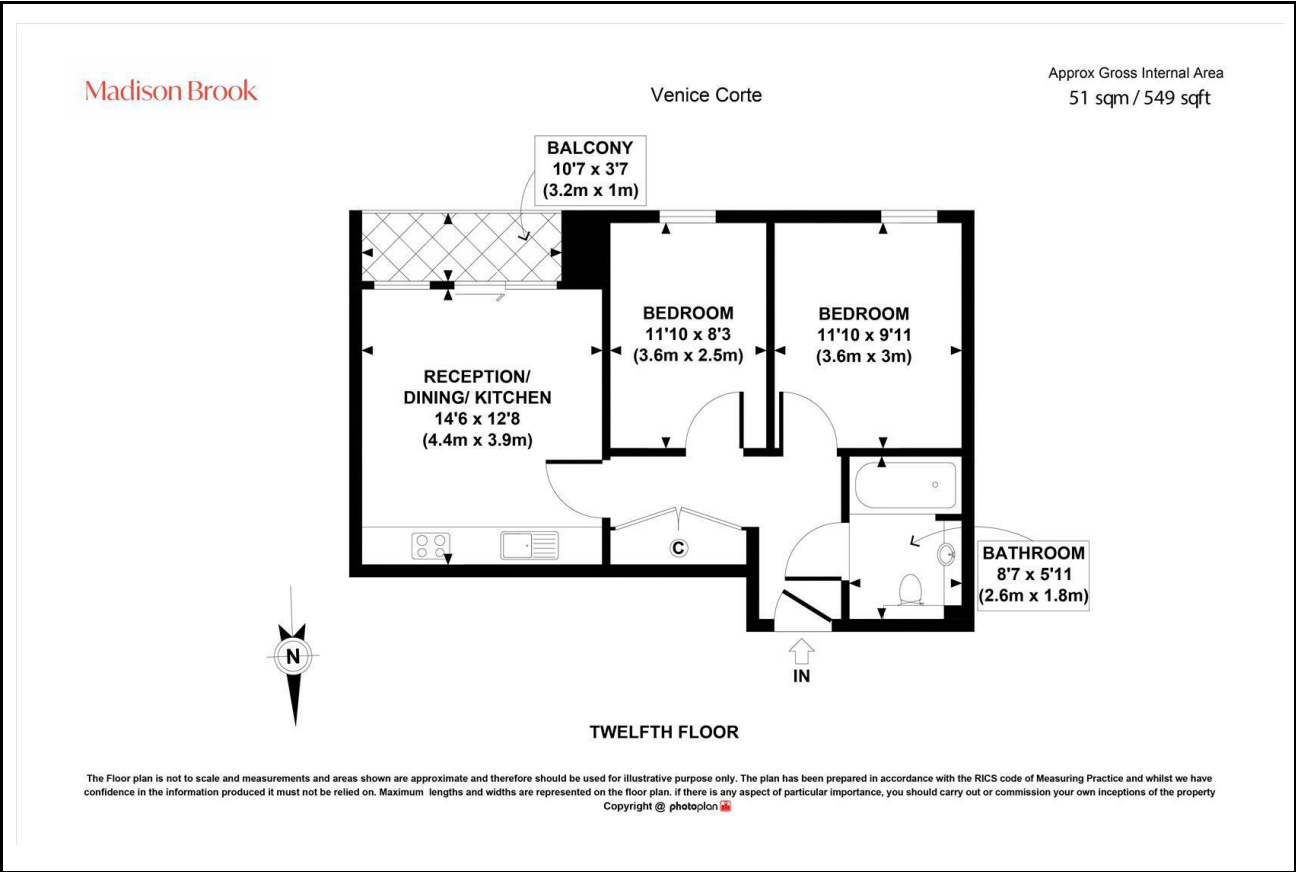 Madison Brook
Venice Corte
Approx Gross Internal Area
51 sqm / 549 sqft
BALCONY
10'7 x 3'7
(3.2m x 1m)
BEDROOM
11'10 x 8'3
(3.6m x 2.5m)
BEDROOM
11'10 x 9'11
(3.6m x 3m)
RECEPTION/
DINING/ KITCHEN
14'6 x 12'8
(4.4m x 3.9m)
C
BATHROOM
8'7 x 5'11
(2.6m x 1.8m)
N
IN
TWELFTH FLOOR
The Floor plan is not to scale and measurements and areas shown are approximate and therefore should be used for illustrative purpose only. The plan has been prepared in accordance with the RICS code of Measuring Practice and whilst we have
confidence in the information produced it must not be relied on. Maximum lengths and widths are represented on the floor plan. if there is any aspect of particular importance, you should carry out or commission your own inceptions of the property
Copyright @ photoplan